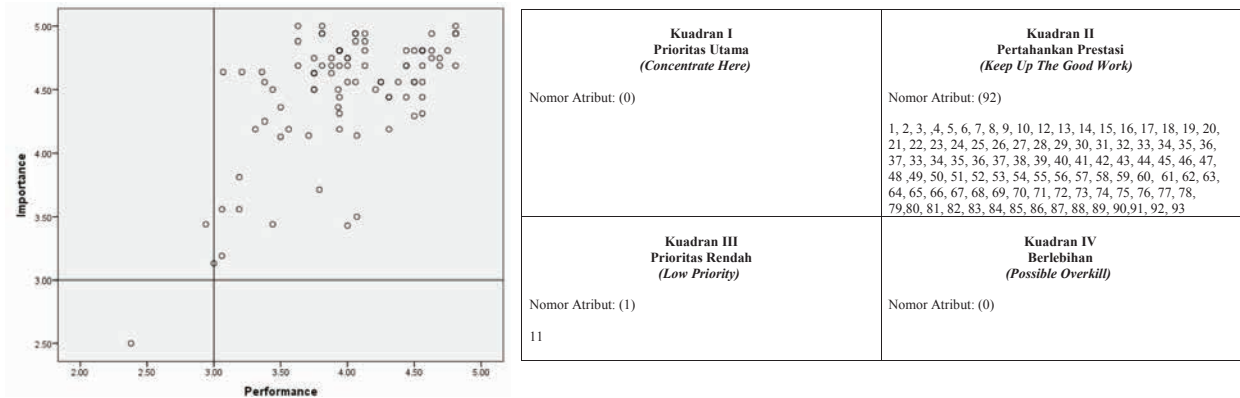 5.00
4.50
4.00
3.50
3.00
2.50
Importance
2.00 2.50 3.00 3.50 4.00 4.50 5.00
Performance
Kuadran I
Prioritas Utama
(Concentrate Here)
Nomor Atribut: (0)
Kuadran II
Pertahankan Prestasi
(Keep Up The Good Work)
Nomor Atribut: (92)
1, 2, 3, ,4, 5, 6, 7, 8, 9, 10, 12, 13, 14, 15, 16, 17, 18, 19, 20,
21, 22, 23, 24, 25, 26, 27, 28, 29, 30, 31, 32, 33, 34, 35, 36,
37, 33, 34, 35, 36, 37, 38, 39, 40, 41, 42, 43, 44, 45, 46, 47,
48 ,49, 50, 51, 52, 53, 54, 55, 56, 57, 58, 59, 60, 61, 62, 63,
64, 65, 66, 67, 68, 69, 70, 71, 72, 73, 74, 75, 76, 77, 78,
79,80, 81, 82, 83, 84, 85, 86, 87, 88, 89, 90,91, 92, 93
Kuadran III
Prioritas Rendah
(Low Priority)
Nomor Atribut: (1)
11
Kuadran IV
Berlebihan
(Possible Overkill)
Nomor Atribut: (0)